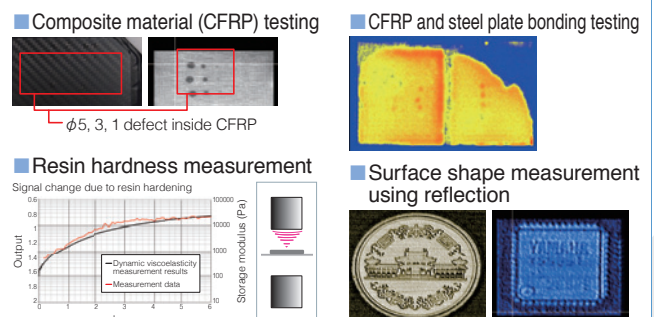 Composite material (CFRP) testing
ϕ5, 3, 1 defect inside CFRP
CFRP and steel plate bonding testing
Resin hardness measurement
Signal change due to resin hardening
Output
0.6
0.8
1
1.2
1.4
1.6
1.8
2
0 1 2 3 4 5 6
100000
10000
1000
100
10
Storage modulus (Pa)
Dynamic viscoelasticity
measurement results
Measurement data
Surface shape measurement
using reflection
YAMAHA